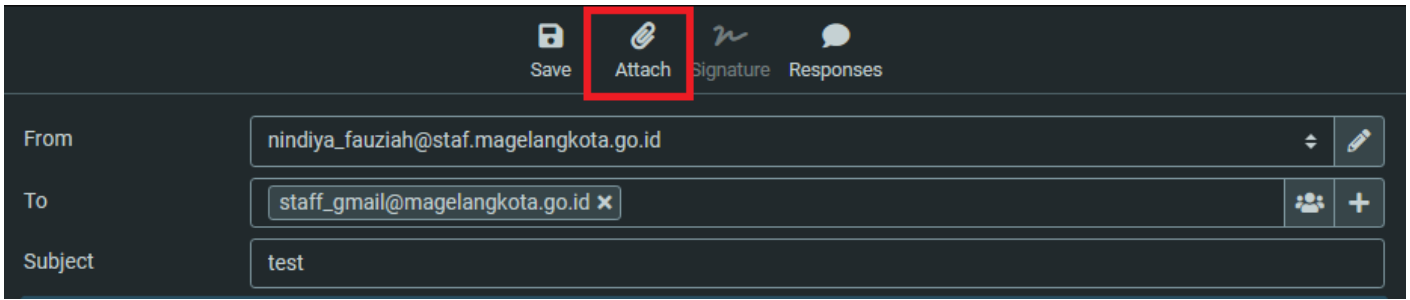 Save Attach Signature Responses
From nindiya_fauziah@staf.magelangkota.go.id
To staff_gmail@magelangkota.go.id
Subject test